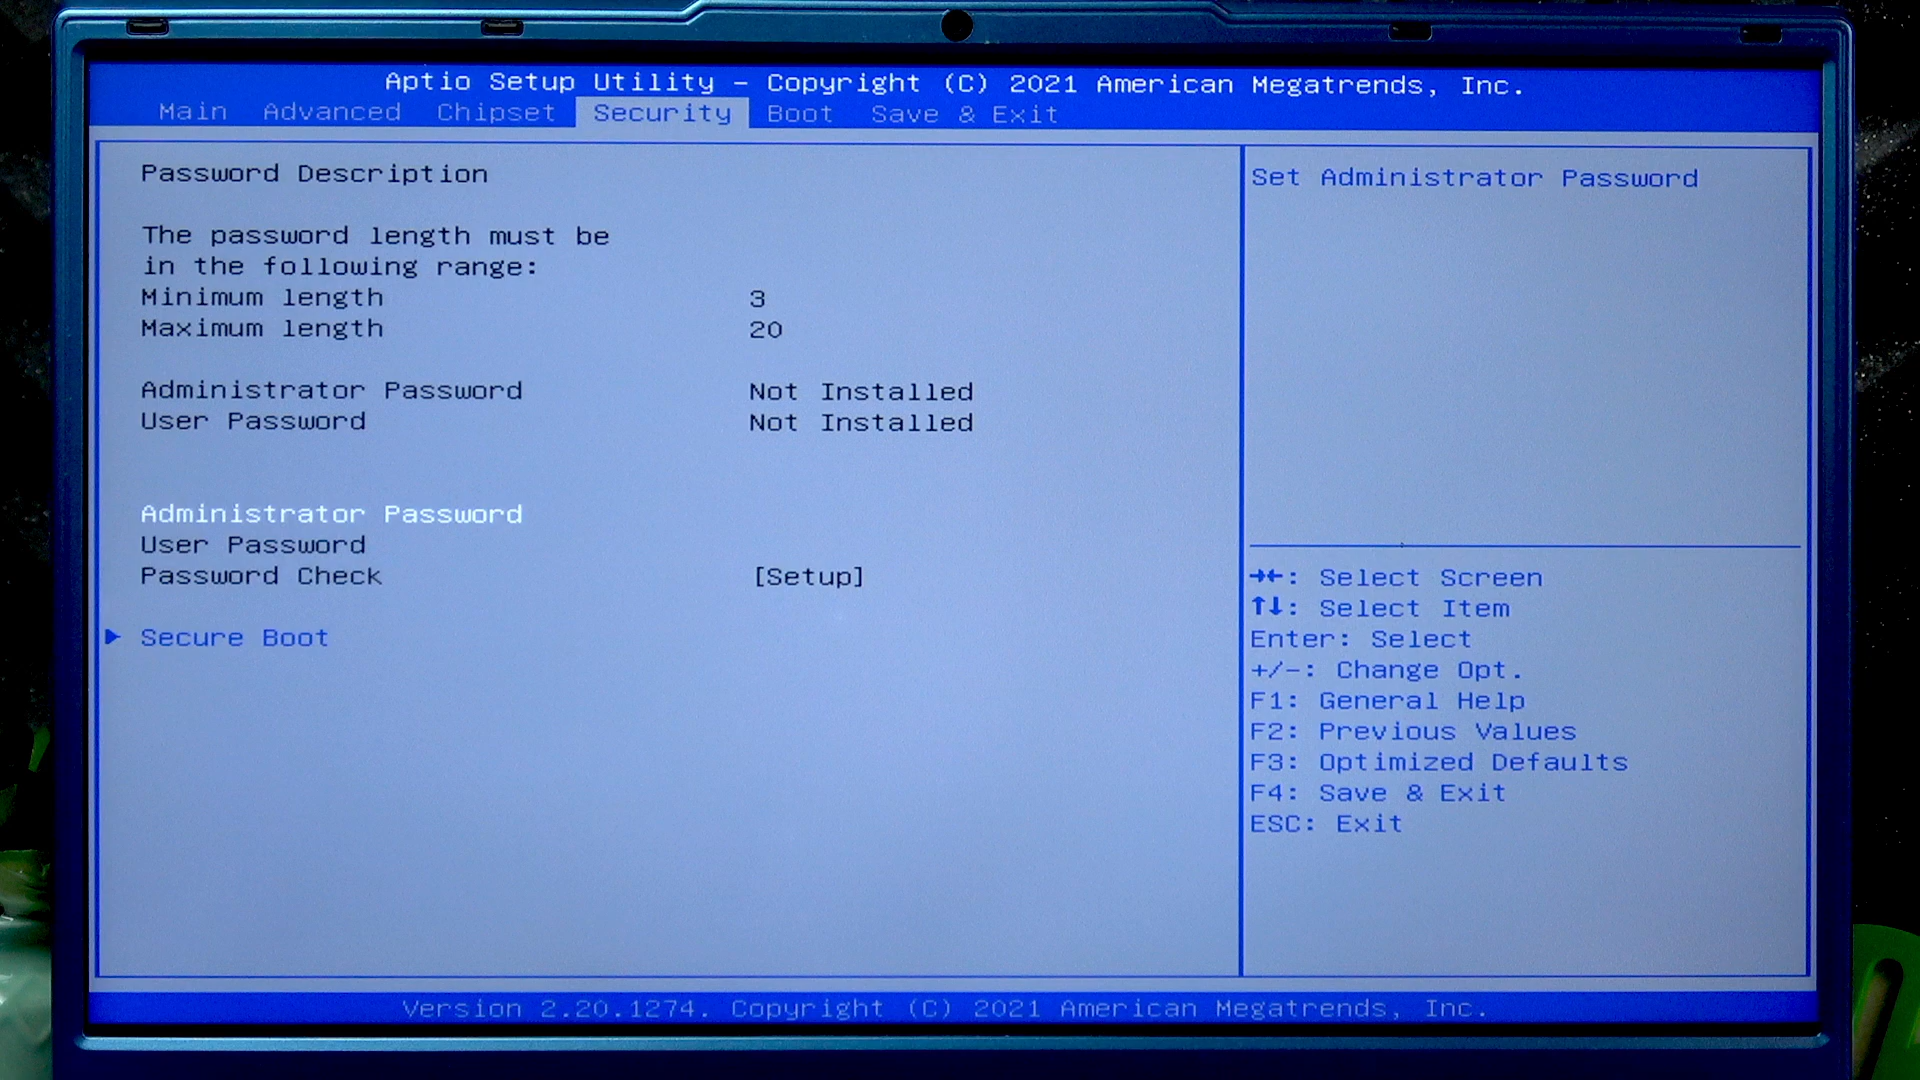 Aptio Setup Utility – Copyright (C) 2021 American Megatrends, Inc.
Main Advanced Chipset Security Boot Save & Exit
Password Description
The password length must be
in the following range:
Minimum length 3
Maximum length 20
Administrator Password Not Installed
User Password Not Installed
Administrator Password
User Password
Password Check [Setup]
► Secure Boot
Set Administrator Password
→←: Select Screen
↑↓: Select Item
Enter: Select
+/-: Change Opt.
F1: General Help
F2: Previous Values
F3: Optimized Defaults
F4: Save & Exit
ESC: Exit
Version 2.20.1274. Copyright (C) 2021 American Megatrends, Inc.